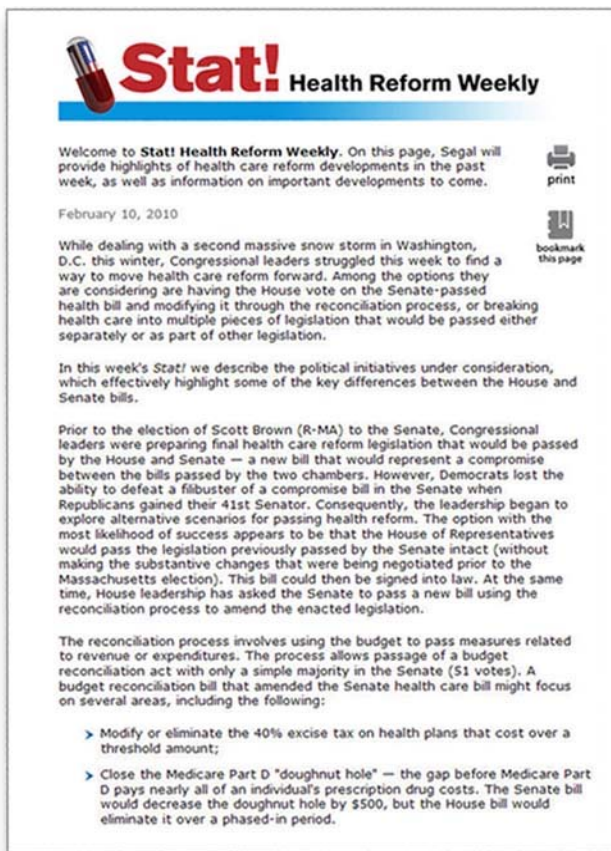 Stat! Health Reform Weekly
Welcome to Stat! Health Reform Weekly. On this page, Segal will
provide highlights of health care reform developments in the past
week, as well as information on important developments to come.
print
February 10, 2010
bookmark
this page
While dealing with a second massive snow storm in Washington,
D.C. this winter, Congressional leaders struggled this week to find a
way to move health care reform forward. Among the options they
are considering are having the House vote on the Senate-passed
health bill and modifying it through the reconciliation process, or breaking
health care into multiple pieces of legislation that would be passed either
separately or as part of other legislation.
In this week's Stat! we describe the political initiatives under consideration,
which effectively highlight some of the key differences between the House and
Senate bills.
Prior to the election of Scott Brown (R-MA) to the Senate, Congressional
leaders were preparing final health care reform legislation that would be passed
by the House and Senate — a new bill that would represent a compromise
between the bills passed by the two chambers. However, Democrats lost the
ability to defeat a filibuster of a compromise bill in the Senate when
Republicans gained their 41st Senator. Consequently, the leadership began to
explore alternative scenarios for passing health reform. The option with the
most likelihood of success appears to be that the House of Representatives
would pass the legislation previously passed by the Senate intact (without
making the substantive changes that were being negotiated prior to the
Massachusetts election). This bill could then be signed into law. At the same
time, House leadership has asked the Senate to pass a new bill using the
reconciliation process to amend the enacted legislation.
The reconciliation process involves using the budget to pass measures related
to revenue or expenditures. The process allows passage of a budget
reconciliation act with only a simple majority in the Senate (51 votes). A
budget reconciliation bill that amended the Senate health care bill might focus
on several areas, including the following:
Modify or eliminate the 40% excise tax on health plans that cost over a
threshold amount;
Close the Medicare Part D "doughnut hole" — the gap before Medicare Part
D pays nearly all of an individual's prescription drug costs. The Senate bill
would decrease the doughnut hole by $500, but the House bill would
eliminate it over a phased-in period.